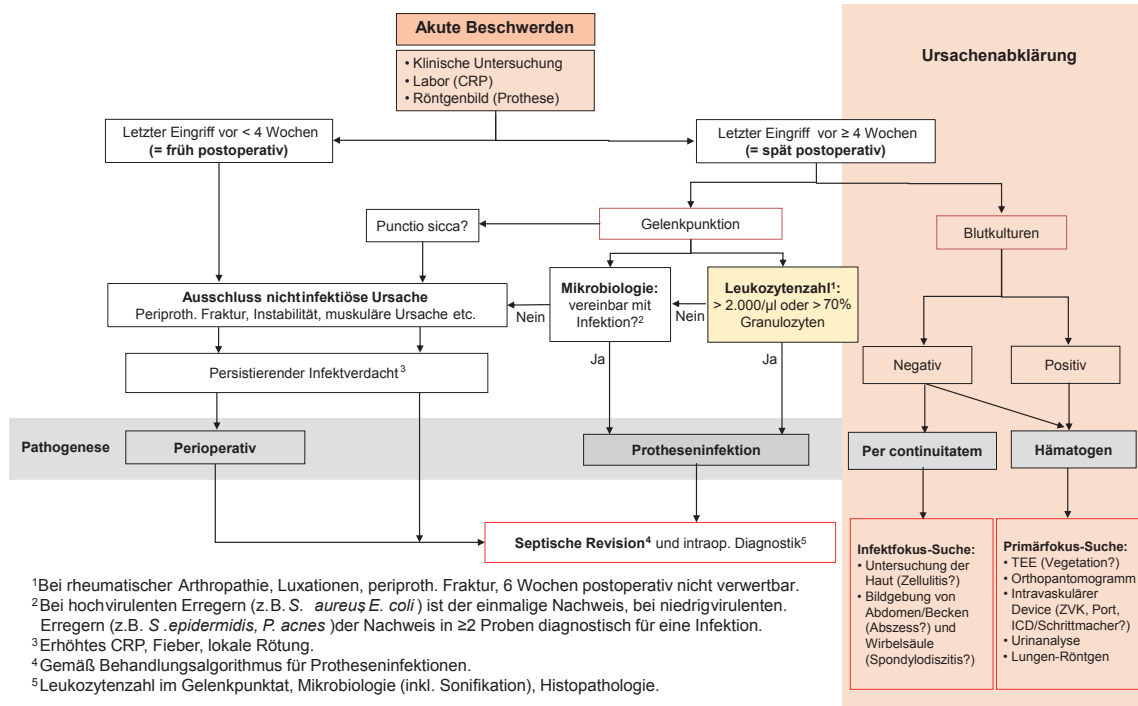 Akute Beschwerden
• Klinische Untersuchung
• Labor (CRP)
• Röntgenbild (Prothese)
Ursachenabklärung
Letzter Eingriff vor < 4 Wochen
(= früh postoperativ)
Letzter Eingriff vor ≥ 4 Wochen
(= spät postoperativ)
Punctio sicca?
Gelenkpunktion
Blutkulturen
Ausschluss nichtinfektiöse Ursache
Periproth. Fraktur, Instabilität, muskuläre Ursache etc.
Nein
Mikrobiologie:
vereinbar mit
Infektion?²
Nein
Leukozytenzahl¹:
> 2.000/µl oder > 70%
Granulozyten
Ja
Ja
Persistierender Infektverdacht³
Negativ
Positiv
Pathogenese
Perioperativ
Protheseninfektion
Per continuitatem
Hämatogen
Septische Revision⁴ und intraop. Diagnostik⁵
Infektfokus-Suche:
• Untersuchung der
Haut (Zellulitis?)
• Bildgebung von
Abdomen/Becken
(Abszess?) und
Wirbelsäule
(Spondylodiszitis?)
Primärfokus-Suche:
• TEE (Vegetation?)
• Orthopantomogramm
• Intravaskulärer
Device (ZVK, Port,
ICD/Schrittmacher?)
• Urinanalyse
• Lungen-Röntgen
¹Bei rheumatischer Arthropathie, Luxationen, periproth. Fraktur, 6 Wochen postoperativ nicht verwertbar.
²Bei hochvirulenten Erregern (z.B. S. aureus, E. coli ) ist der einmalige Nachweis, bei niedrigvirulenten.
Erregern (z.B. S .epidermidis, P. acnes )der Nachweis in ≥2 Proben diagnostisch für eine Infektion.
³Erhöhtes CRP, Fieber, lokale Rötung.
⁴Gemäß Behandlungsalgorithmus für Protheseninfektionen.
⁵Leukozytenzahl im Gelenkpunktat, Mikrobiologie (inkl. Sonifikation), Histopathologie.